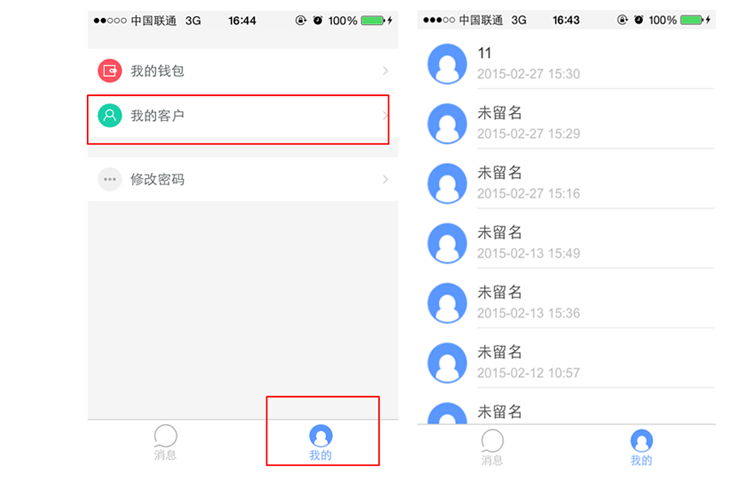 中国联通 3G 16:44 100%
我的钱包
我的客户
修改密码
消息
我的
中国联通 3G 16:43 100%
11
2015-02-27 15:30
未留名
2015-02-27 15:29
未留名
2015-02-27 15:16
未留名
2015-02-13 15:49
未留名
2015-02-13 15:36
未留名
2015-02-12 10:57
未留名
消息
我的